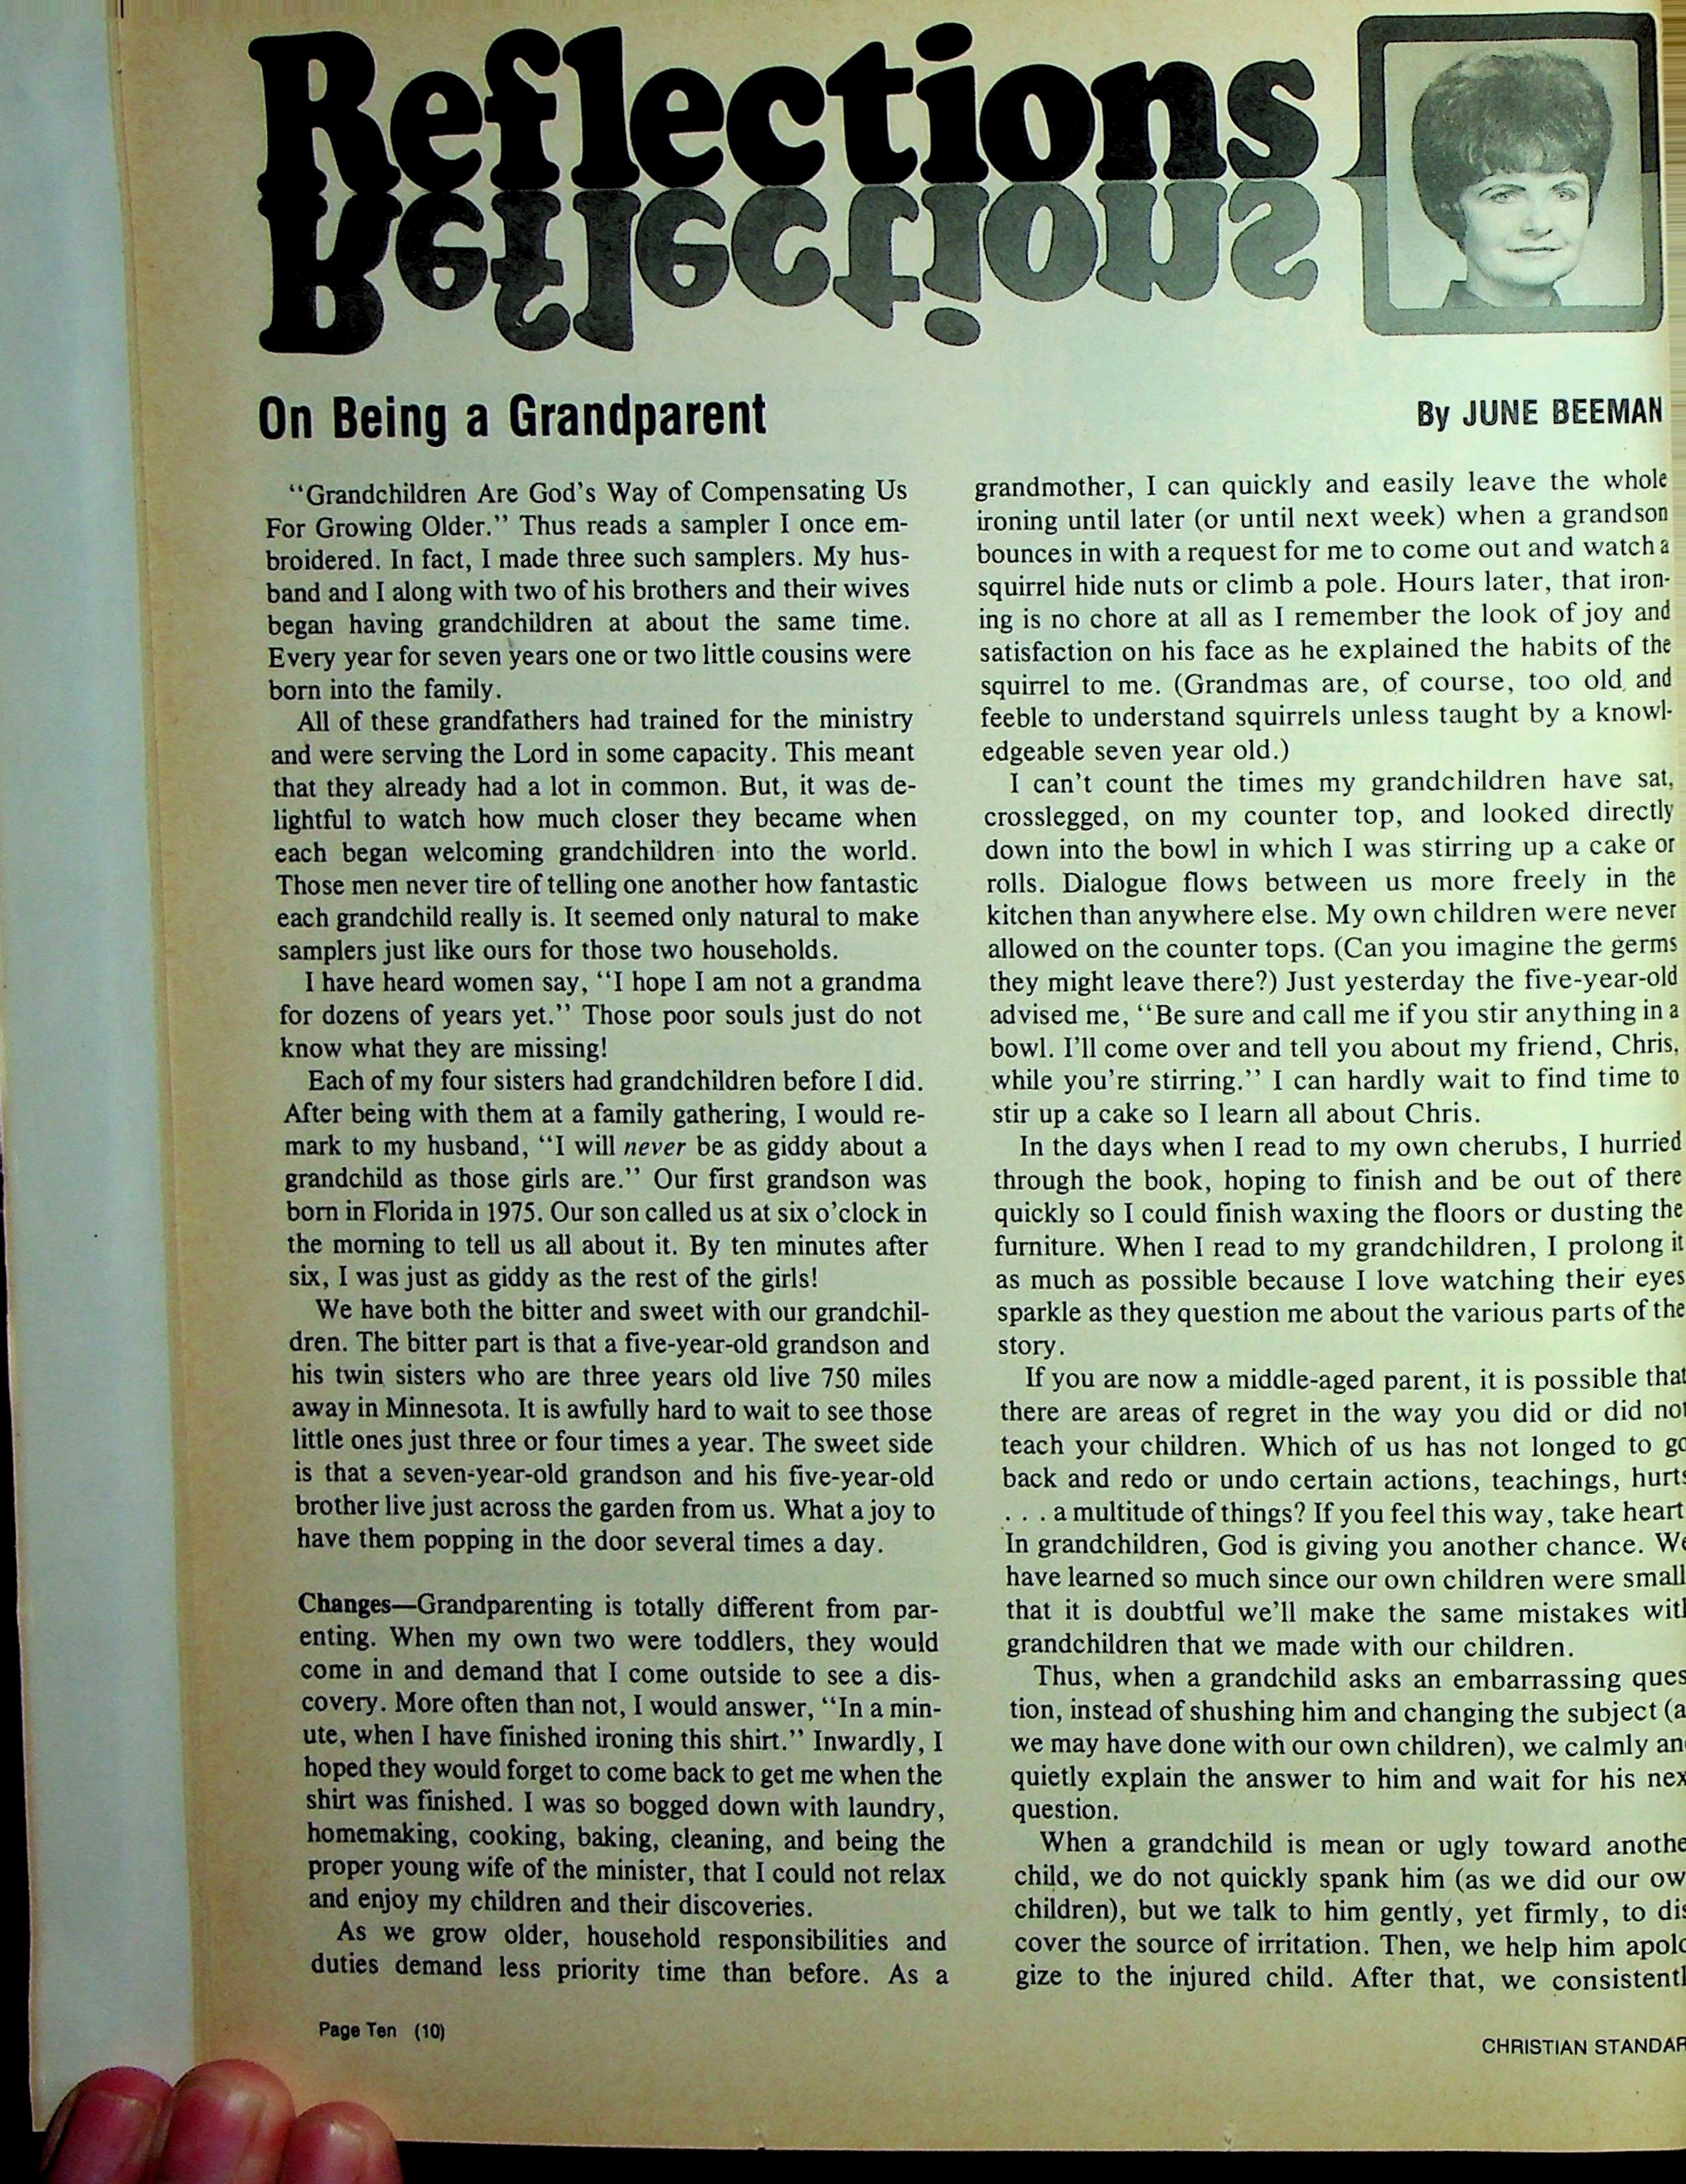 Reflections
On Being a Grandparent
By JUNE BEEMAN
“Grandchildren Are God’s Way of Compensating Us
For Growing Older.” Thus reads a sampler I once em-
broidered. In fact, I made three such samplers. My hus-
band and I along with two of his brothers and their wives
began having grandchildren at about the same time.
Every year for seven years one or two little cousins were
born into the family.
All of these grandfathers had trained for the ministry
and were serving the Lord in some capacity. This meant
that they already had a lot in common. But, it was de-
lightful to watch how much closer they became when
each began welcoming grandchildren into the world.
Those men never tire of telling one another how fantastic
each grandchild really is. It seemed only natural to make
samplers just like ours for those two households.
I have heard women say, “I hope I am not a grandma
for dozens of years yet.” Those poor souls just do not
know what they are missing!
Each of my four sisters had grandchildren before I did.
After being with them at a family gathering, I would re-
mark to my husband, “I will never be as giddy about a
grandchild as those girls are.” Our first grandson was
born in Florida in 1975. Our son called us at six o’clock in
the morning to tell us all about it. By ten minutes after
six, I was just as giddy as the rest of the girls!
We have both the bitter and sweet with our grandchil-
dren. The bitter part is that a five-year-old grandson and
his twin sisters who are three years old live 750 miles
away in Minnesota. It is awfully hard to wait to see those
little ones just three or four times a year. The sweet side
is that a seven-year-old grandson and his five-year-old
brother live just across the garden from us. What a joy to
have them popping in the door several times a day.
Changes—Grandparenting is totally different from par-
enting. When my own two were toddlers, they would
come in and demand that I come outside to see a dis-
covery. More often than not, I would answer, “In a min-
ute, when I have finished ironing this shirt.” Inwardly, I
hoped they would forget to come back to get me when the
shirt was finished. I was so bogged down with laundry,
homemaking, cooking, baking, cleaning, and being the
proper young wife of the minister, that I could not relax
and enjoy my children and their discoveries.
As we grow older, household responsibilities and
duties demand less priority time than before. As a
grandmother, I can quickly and easily leave the whole
ironing until later (or until next week) when a grandson
bounces in with a request for me to come out and watch a
squirrel hide nuts or climb a pole. Hours later, that iron-
ing is no chore at all as I remember the look of joy and
satisfaction on his face as he explained the habits of the
squirrel to me. (Grandmas are, of course, too old and
feeble to understand squirrels unless taught by a knowl-
edgeable seven year old.)
I can’t count the times my grandchildren have sat,
crosslegged, on my counter top, and looked directly
down into the bowl in which I was stirring up a cake or
rolls. Dialogue flows between us more freely in the
kitchen than anywhere else. My own children were never
allowed on the counter tops. (Can you imagine the germs
they might leave there?) Just yesterday the five-year-old
advised me, “Be sure and call me if you stir anything in a
bowl. I’ll come over and tell you about my friend, Chris,
while you’re stirring.” I can hardly wait to find time to
stir up a cake so I learn all about Chris.
In the days when I read to my own cherubs, I hurried
through the book, hoping to finish and be out of there
quickly so I could finish waxing the floors or dusting the
furniture. When I read to my grandchildren, I prolong it
as much as possible because I love watching their eyes
sparkle as they question me about the various parts of the
story.
If you are now a middle-aged parent, it is possible that
there are areas of regret in the way you did or did not
teach your children. Which of us has not longed to go
back and redo or undo certain actions, teachings, hurts
. . . a multitude of things? If you feel this way, take heart
In grandchildren, God is giving you another chance. We
have learned so much since our own children were small
that it is doubtful we’ll make the same mistakes with
grandchildren that we made with our children.
Thus, when a grandchild asks an embarrassing ques
tion, instead of shushing him and changing the subject (a
we may have done with our own children), we calmly an
quietly explain the answer to him and wait for his nex
question.
When a grandchild is mean or ugly toward anothe
child, we do not quickly spank him (as we did our ow
children), but we talk to him gently, yet firmly, to dis
cover the source of irritation. Then, we help him apolo
gize to the injured child. After that, we consistentl
Page Ten (10)
CHRISTIAN STANDAR